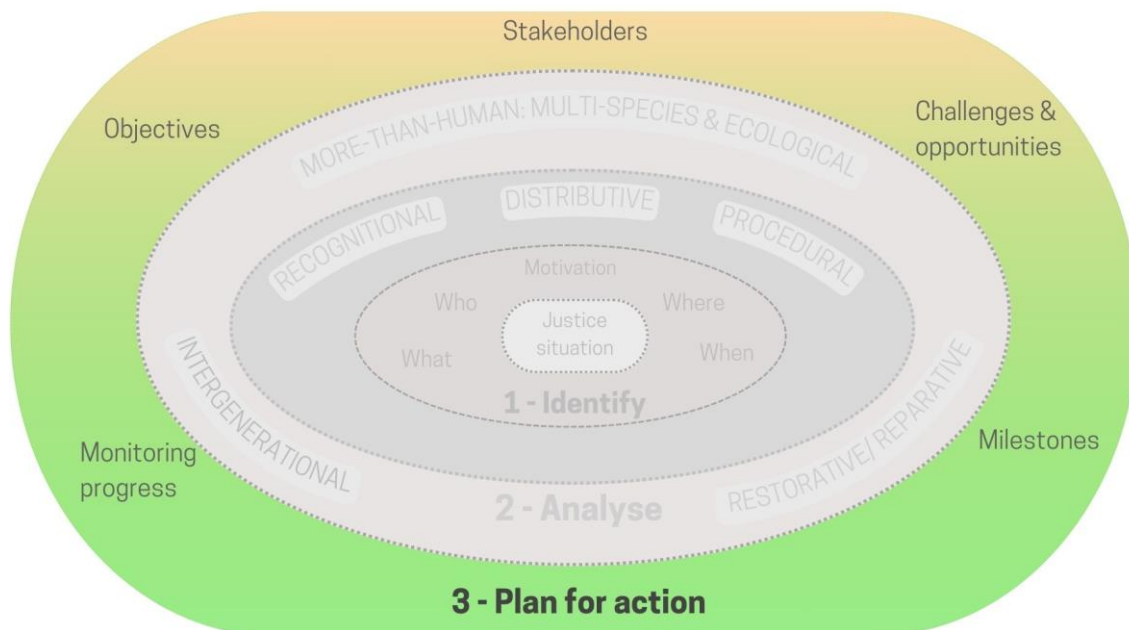 Stakeholders
Objectives
Challenges &
opportunities
MORE-THAN-HUMAN: MULTI-SPECIES & ECOLOGICAL
RECOGNITIONAL
DISTRIBUTIVE
PROCEDURAL
Motivation
Who
Where
Justice
situation
What
When
1 - Identify
INTERGENERATIONAL
RESTORATIVE/ REPARATIVE
2 - Analyse
Monitoring
progress
Milestones
3 - Plan for action